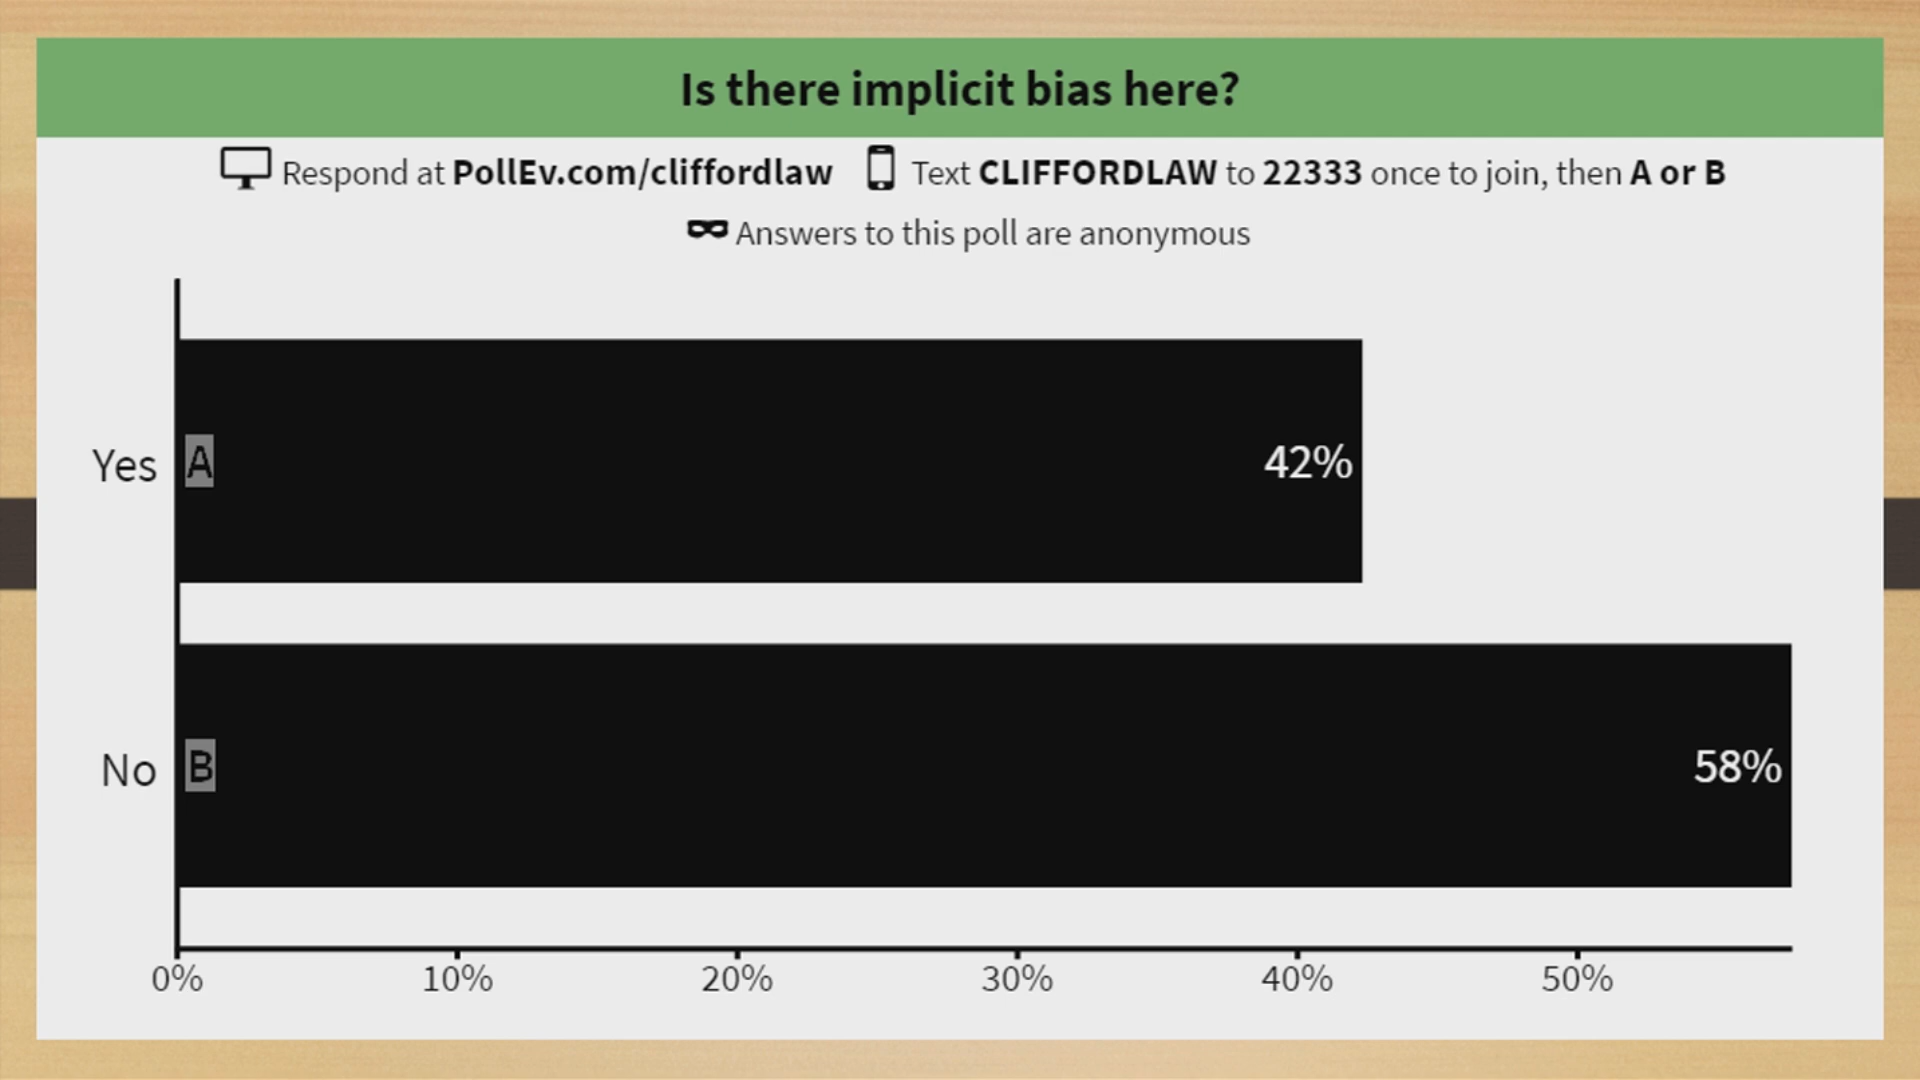 Is there implicit bias here?
Respond at PollEv.com/cliffordlaw Text CLIFFORDLAW to 22333 once to join, then A or B
Answers to this poll are anonymous
Yes A 42%
No B 58%
0% 10% 20% 30% 40% 50%